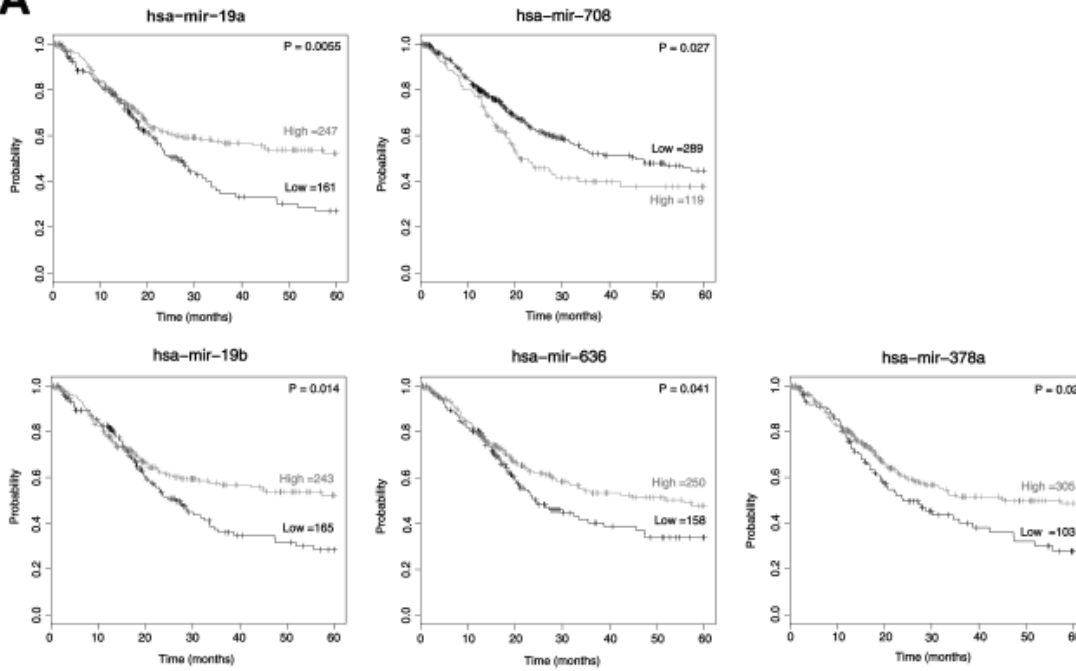 A
hsa-mir-19a
P = 0.0055
High =247
Low =161
Probability
0.0 0.2 0.4 0.6 0.8 1.0
0 10 20 30 40 50 60
Time (months)
hsa-mir-708
P = 0.027
Low =289
High =119
Probability
0.0 0.2 0.4 0.6 0.8 1.0
0 10 20 30 40 50 60
Time (months)
hsa-mir-19b
P = 0.014
High =243
Low =165
Probability
0.0 0.2 0.4 0.6 0.8 1.0
0 10 20 30 40 50 60
Time (months)
hsa-mir-636
P = 0.041
High =250
Low =158
Probability
0.0 0.2 0.4 0.6 0.8 1.0
0 10 20 30 40 50 60
Time (months)
hsa-mir-378a
P = 0.02
High =305
Low =103
Probability
0.0 0.2 0.4 0.6 0.8 1.0
0 10 20 30 40 50 60
Time (months)